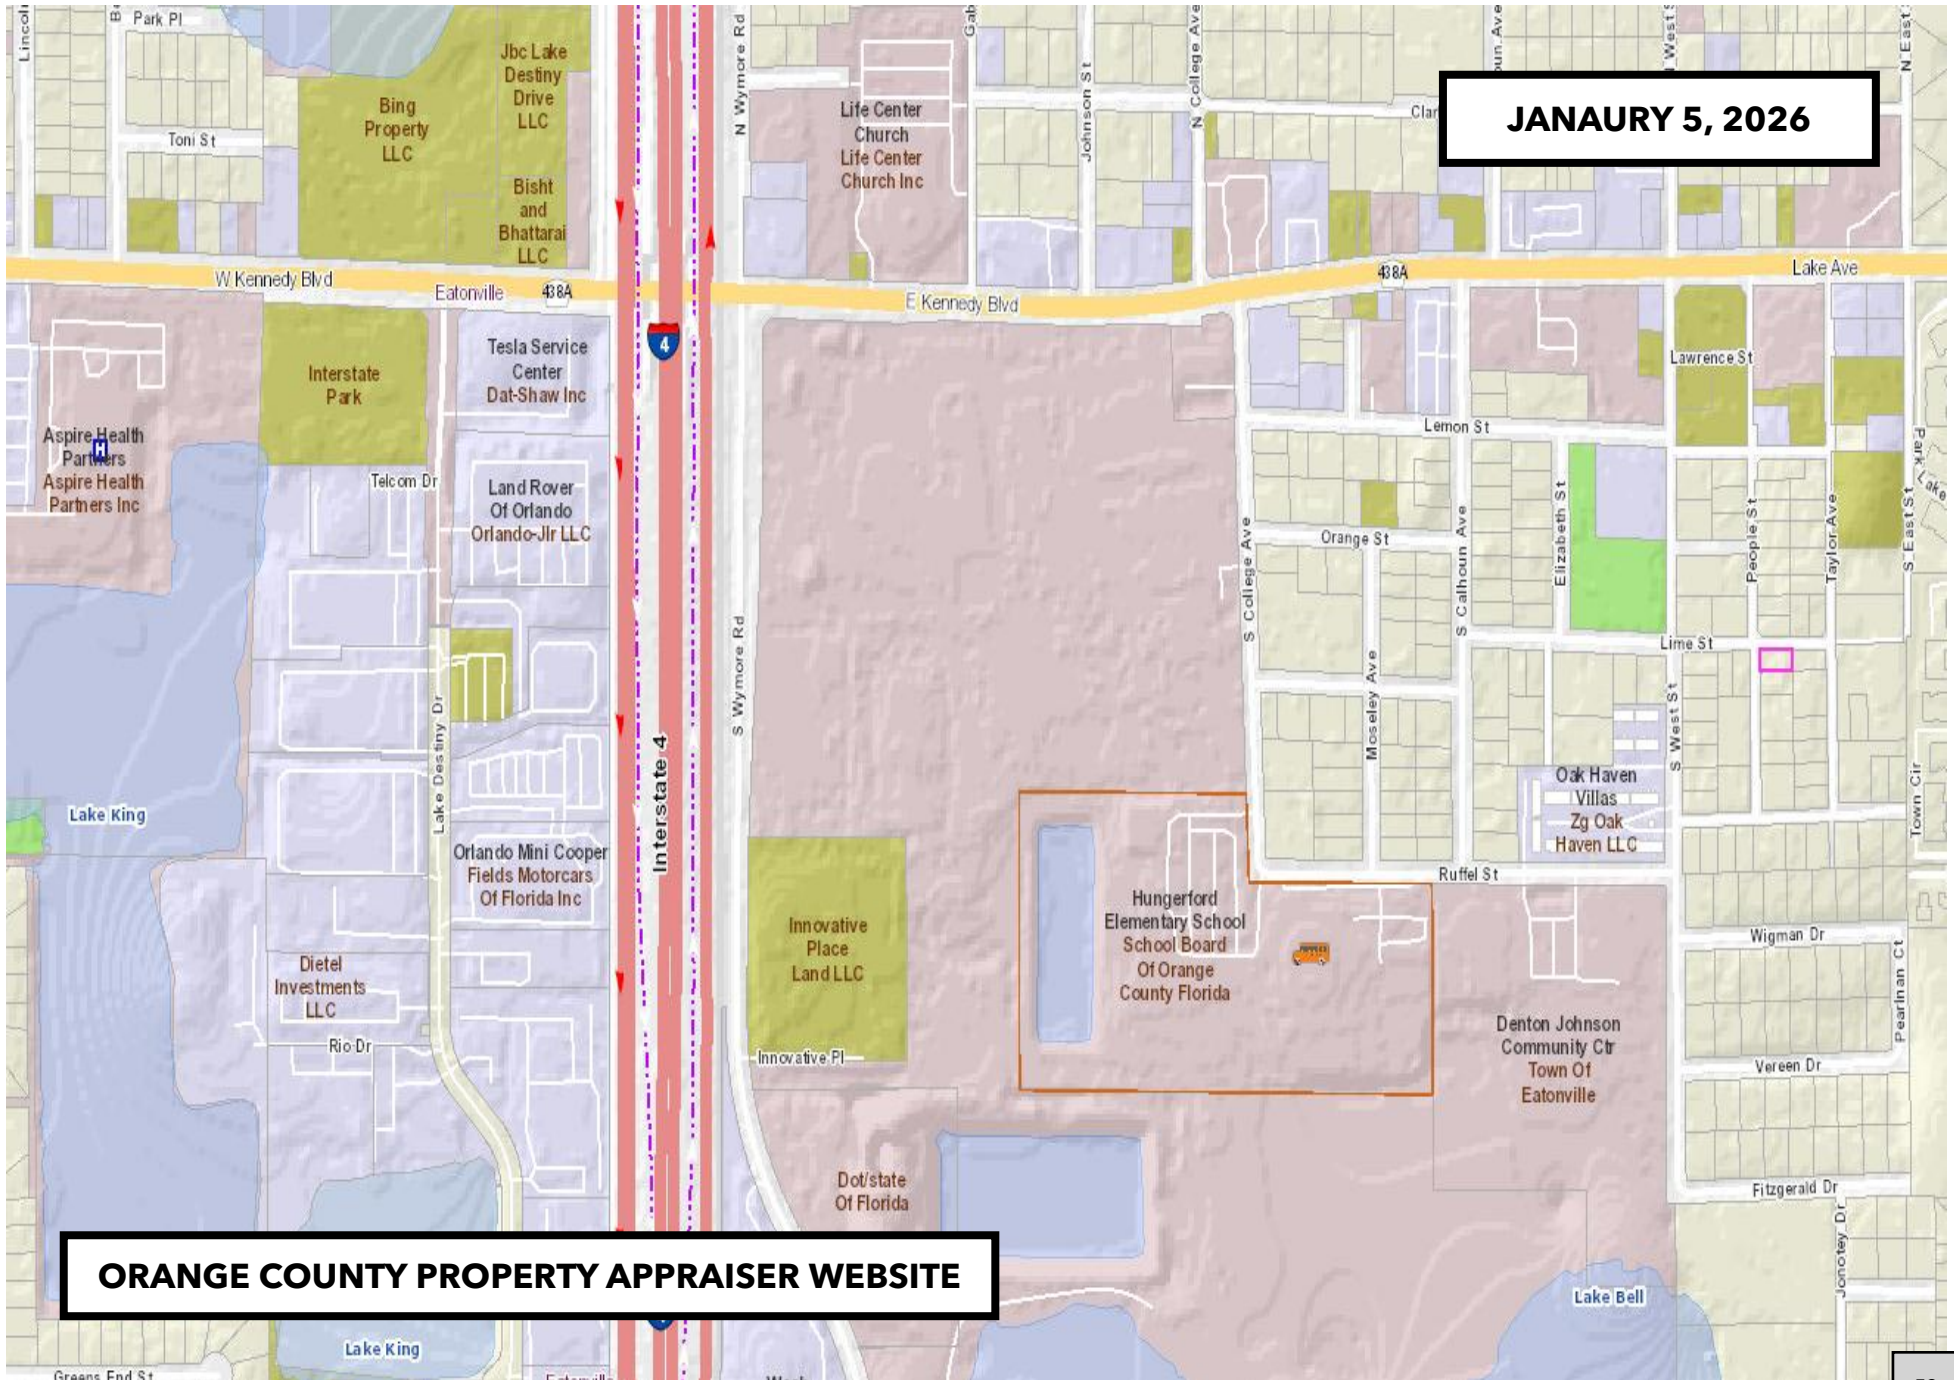 Park Pl
Toni St
Bing
Property
LLC
Jbc Lake
Destiny
Drive
LLC
Bisht
and
Bhattarai
LLC
N Wymore Rd
Life Center
Church
Life Center
Church Inc
Johnson St
N College Ave
JANAURY 5, 2026
N East
W Kennedy Blvd
Eatonville
438A
E Kennedy Blvd
438A
Lake Ave
4
Interstate
Park
Tesla Service
Center
Dat-Shaw Inc
Lawrence St
Lemon St
Aspire Health
Partners
Aspire Health
Partners Inc
H
Telcom Dr
Land Rover
Of Orlando
Orlando-Jlr LLC
Park Lake
Orange St
S College Ave
S Calhoun Ave
Elizabeth St
People St
Taylor Ave
S East St
Lime St
S Wymore Rd
Moseley Ave
S West St
Lake Destiny Dr
Interstate 4
Oak Haven
Villas
Zg Oak
Haven LLC
Town Cir
Lake King
Orlando Mini Cooper
Fields Motorcars
Of Florida Inc
Ruffel St
Innovative
Place
Land LLC
Hungerford
Elementary School
School Board
Of Orange
County Florida
Wigman Dr
Dietel
Investments
LLC
Rio Dr
Innovative Pl
Denton Johnson
Community Ctr
Town Of
Eatonville
Pearlnan Ct
Vereen Dr
Dot/state
Of Florida
Fitzgerald Dr
Jonotey Dr
ORANGE COUNTY PROPERTY APPRAISER WEBSITE
Lake Bell
Lake King
Greens End St